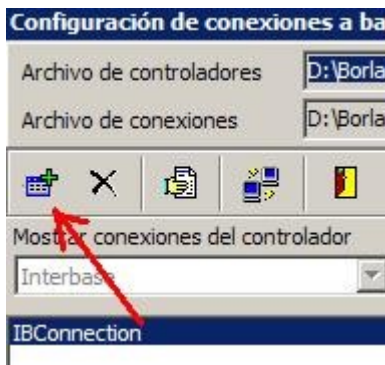 Configuración de conexiones a ba
Archivo de controladores D:\Borla
Archivo de conexiones D:\Borla
Mostrar conexiones del controlador
Interbase
IBConnection